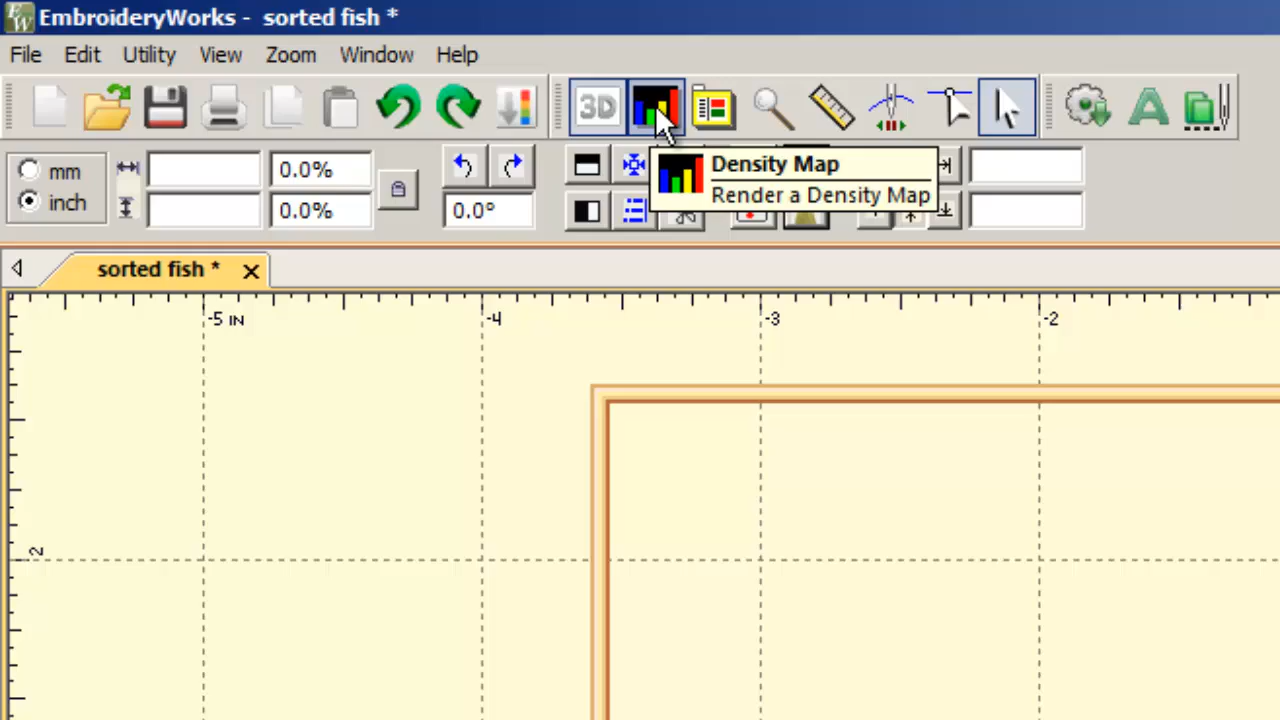 EmbroideryWorks - sorted fish *
File Edit Utility View Zoom Window Help
3D
Density Map
Render a Density Map
mm
0.0%
inch
0.0%
0.0°
sorted fish *
-5 IN
-4
-3
-2
2